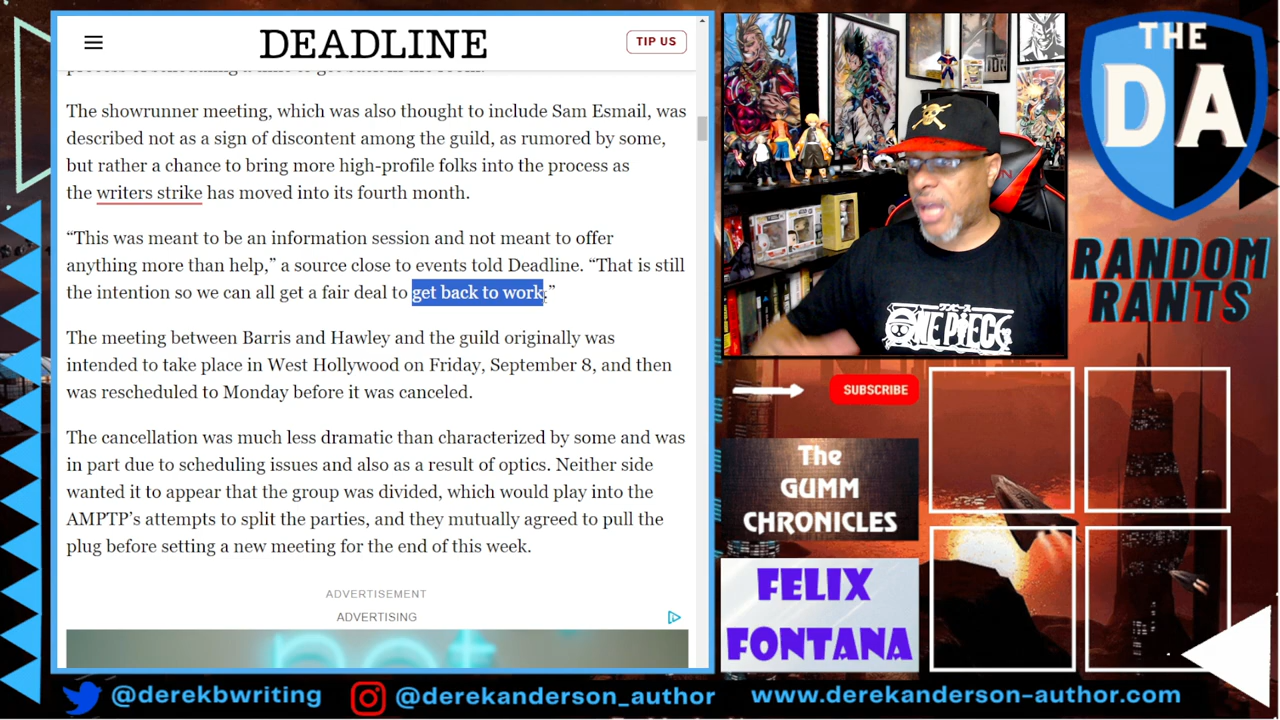 DEADLINE
TIP US
The showrunner meeting, which was also thought to include Sam Esmail, was
described not as a sign of discontent among the guild, as rumored by some,
but rather a chance to bring more high-profile folks into the process as
the writers strike has moved into its fourth month.
“This was meant to be an information session and not meant to offer
anything more than help,” a source close to events told Deadline. “That is still
the intention so we can all get a fair deal to get back to work.”
The meeting between Barris and Hawley and the guild originally was
intended to take place in West Hollywood on Friday, September 8, and then
was rescheduled to Monday before it was canceled.
The cancellation was much less dramatic than characterized by some and was
in part due to scheduling issues and also as a result of optics. Neither side
wanted it to appear that the group was divided, which would play into the
AMPTP’s attempts to split the parties, and they mutually agreed to pull the
plug before setting a new meeting for the end of this week.
ADVERTISEMENT
ADVERTISING
ONE PIECE
THE
DA
RANDOM
RANTS
SUBSCRIBE
The
GUMM
CHRONICLES
FELIX
FONTANA
@derekbwriting
@derekanderson_author
www.derekanderson-author.com